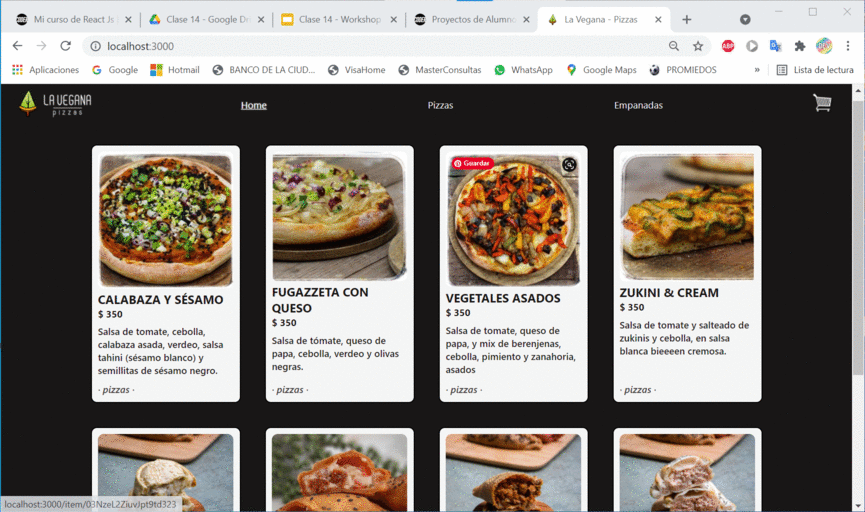 Mi curso de React Js
Clase 14 - Google Dr
Clase 14 - Workshop
Proyectos de Alumno
La Vegana - Pizzas
localhost:3000
ABP
Aplicaciones
Google
Hotmail
BANCO DE LA CIUD...
VisaHome
MasterConsultas
WhatsApp
Google Maps
PROMIEDOS
»
Lista de lectura
LA VEGANA
pizzas
Home
Pizzas
Empanadas
Guardar
CALABAZA Y SÉSAMO
$ 350
Salsa de tomate, cebolla,
calabaza asada, verdeo, salsa
tahini (sésamo blanco) y
semillitas de sésamo negro.
· pizzas ·
FUGAZZETA CON
QUESO
$ 350
Salsa de tómate, queso de
papa, cebolla, verdeo y olivas
negras.
· pizzas ·
VEGETALES ASADOS
$ 350
Salsa de tomate, queso de
papa, y mix de berenjenas,
cebolla, pimiento y zanahoria,
asados
· pizzas ·
ZUKINI & CREAM
$ 350
Salsa de tomate y salteado de
zukinis y cebolla, en salsa
blanca bieeeen cremosa.
· pizzas ·
localhost:3000/item/03NzeL2ZiuvJpt9td323